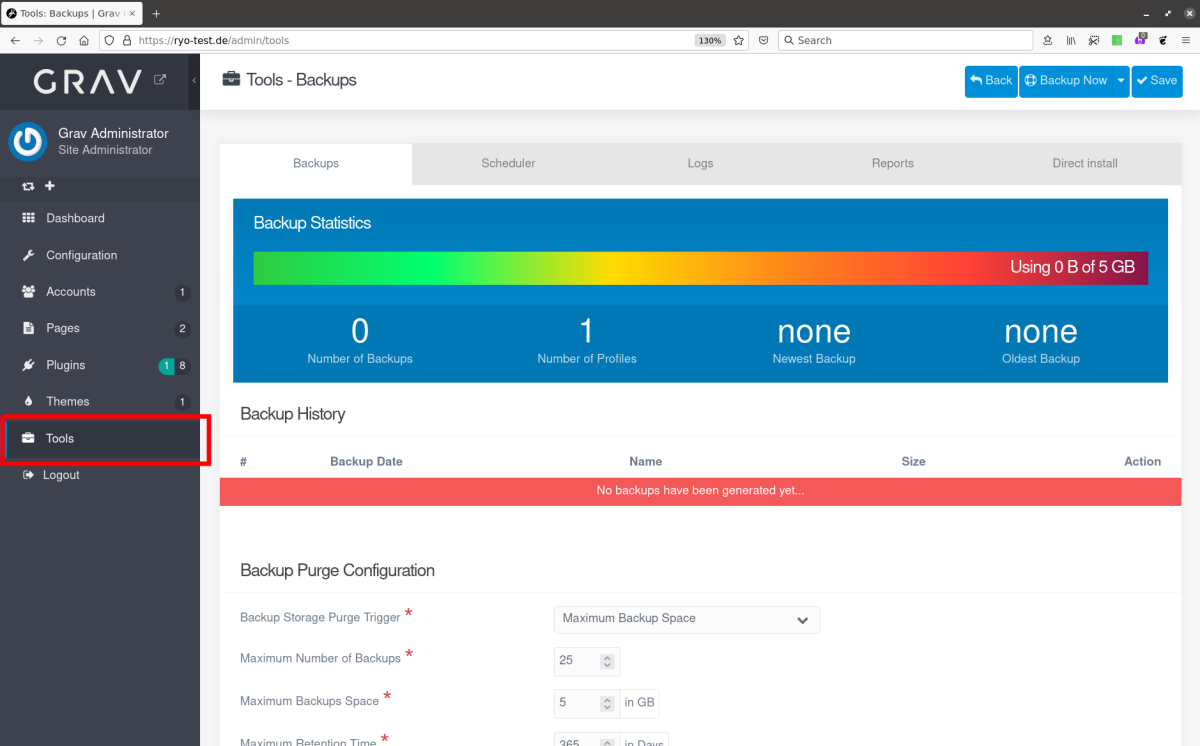 Tools: Backups | Grav
https://ryo-test.de/admin/tools
130%
Search
0
GRAV
Tools - Backups
Back
Backup Now
Save
Grav Administrator
Site Administrator
Dashboard
Configuration
Accounts 1
Pages 2
Plugins 1 8
Themes 1
Tools
Logout
Backups Scheduler Logs Reports Direct install
Backup Statistics
Using 0 B of 5 GB
0 1 none none
Number of Backups Number of Profiles Newest Backup Oldest Backup
Backup History
# Backup Date Name Size Action
No backups have been generated yet...
Backup Purge Configuration
Backup Storage Purge Trigger * Maximum Backup Space
Maximum Number of Backups * 25
Maximum Backups Space * 5 in GB
Maximum Retention Time * 365 in Days